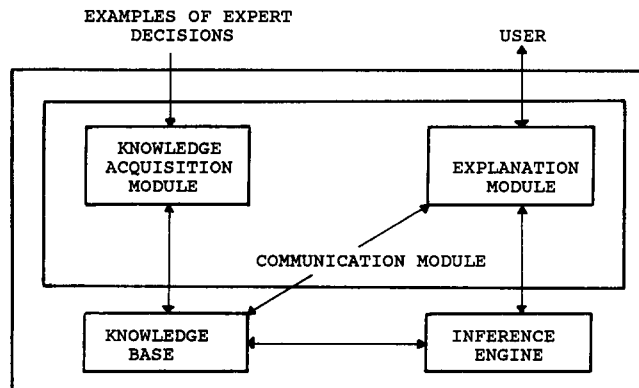 EXAMPLES OF EXPERT
DECISIONS
USER
KNOWLEDGE
ACQUISITION
MODULE
EXPLANATION
MODULE
COMMUNICATION MODULE
KNOWLEDGE
BASE
INFERENCE
ENGINE